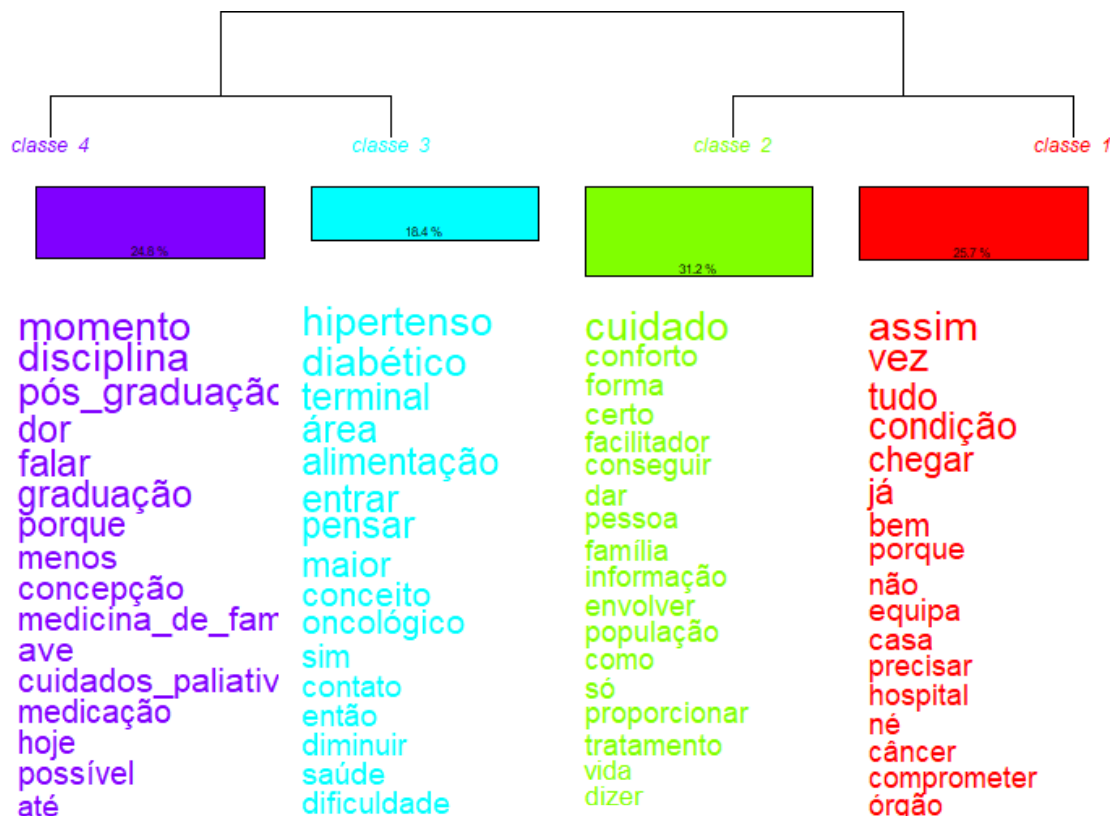 classe 4
classe 3
classe 2
classe 1
24.8 %
18.4 %
31.2 %
25.7 %
momento
disciplina
pós_graduação
dor
falar
graduação
porque
menos
concepção
medicina_de_fam
ave
cuidados_paliativ
medicação
hoje
possível
até
hipertenso
diabético
terminal
área
alimentação
entrar
pensar
maior
conceito
oncológico
sim
contato
então
diminuir
saúde
dificuldade
cuidado
conforto
forma
certo
facilitador
conseguir
dar
pessoa
família
informação
envolver
população
como
só
proporcionar
tratamento
vida
dizer
assim
vez
tudo
condição
chegar
já
bem
porque
não
equipa
casa
precisar
hospital
né
câncer
comprometer
órgão